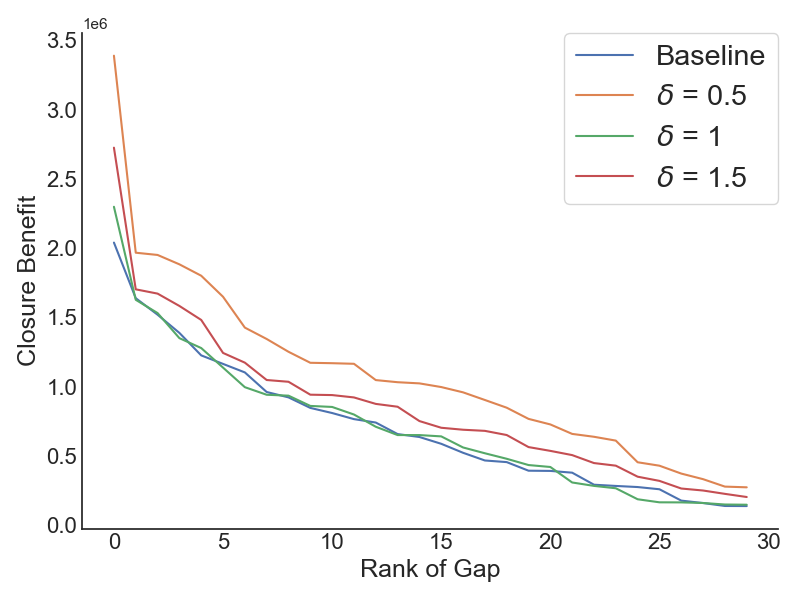 1e6
3.5
3.0
2.5
2.0
1.5
1.0
0.5
0.0
Closure Benefit
0 5 10 15 20 25 30
Rank of Gap
Baseline
δ = 0.5
δ = 1
δ = 1.5